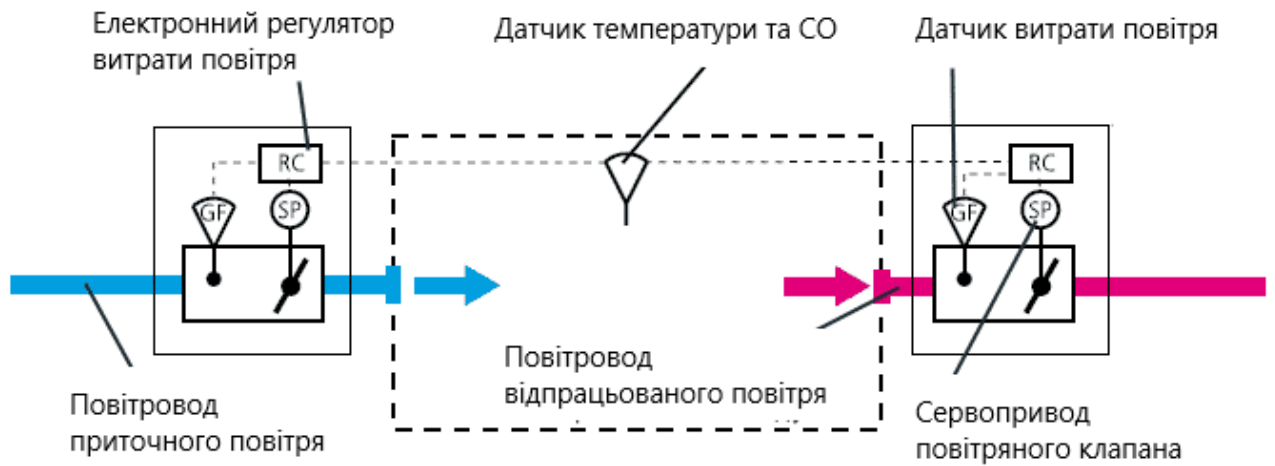 Електронний регулятор
витрати повітря
Датчик температури та СО
Датчик витрати повітря
RC
RC
GF
SP
GF
SP
Повітровод
відпрацьованого повітря
Повітровод
приточного повітря
Сервопривод
повітряного клапана